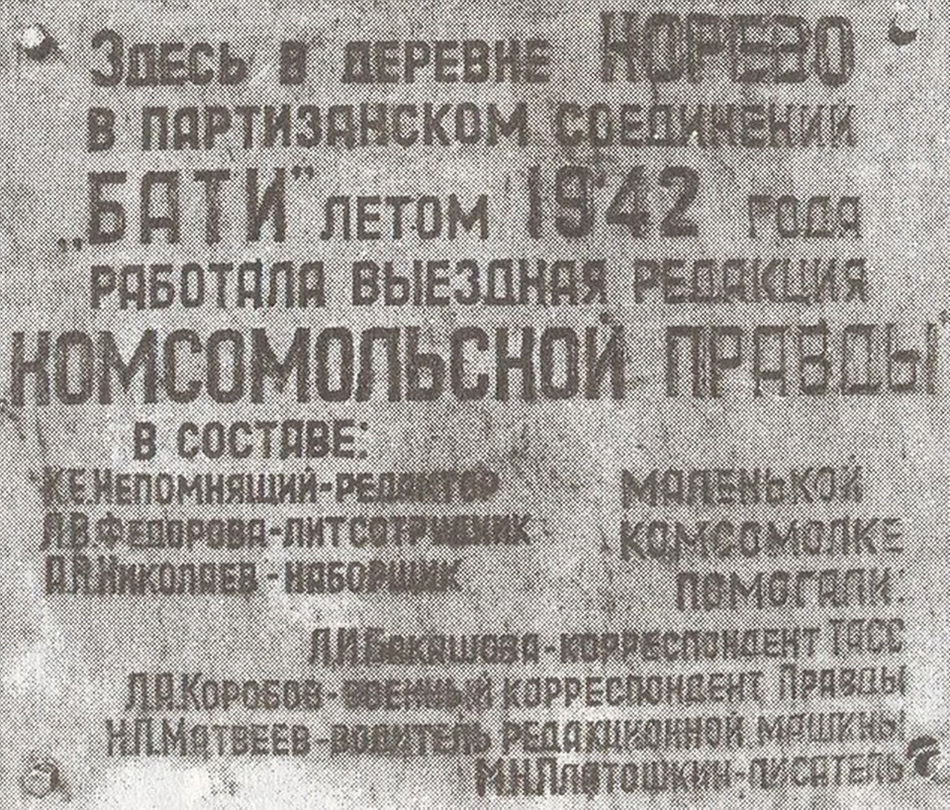 Здесь в деревне Корево
в партизанском соединении
„Бати” летом 1942 года
работала выездная редакция
Комсомольской Правды
в составе:
К.Е.Непомнящий-редактор
Л.В.Федорова-литсотрудник
А.Я.Николаев-наборщик
Маленькой
Комсомолке
помогали:
Л.И.Бакашова-корреспондент ТАСС
Л.А.Коробов-военный корреспондент Правды
Н.П.Матвеев-водитель редакционной машины
М.Н.Платошкин-писатель